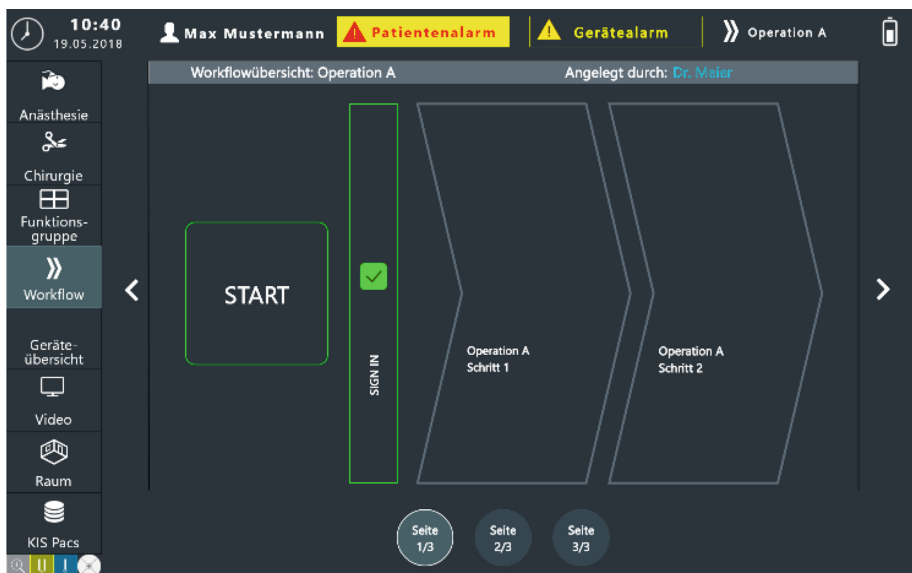 10:40
19.05.2018
Max Mustermann
Patientenalarm
Gerätealarm
Operation A
Workflowübersicht: Operation A
Angelegt durch: Dr. Maier
Anästhesie
Chirurgie
Funktions-
gruppe
Workflow
Geräte-
übersicht
Video
Raum
KIS Pacs
START
SIGN IN
Operation A
Schritt 1
Operation A
Schritt 2
Seite
1/3
Seite
2/3
Seite
3/3